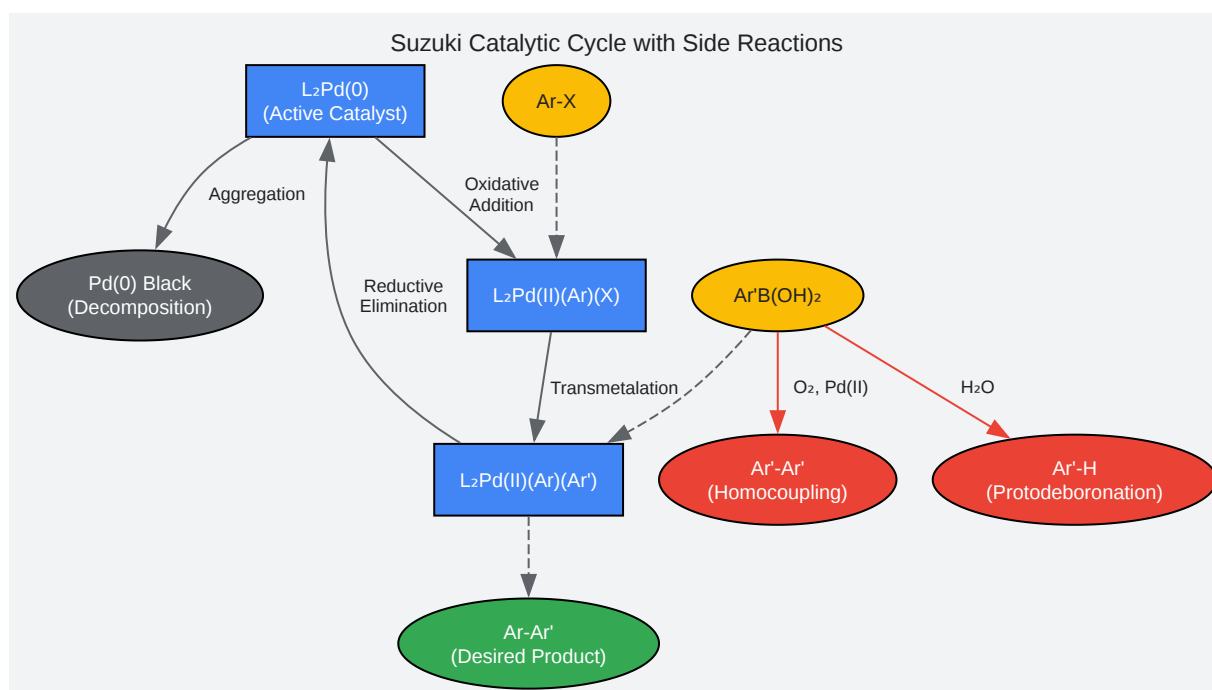 Suzuki Catalytic Cycle with Side Reactions
L₂Pd(0)
(Active Catalyst)
Ar-X
Aggregation
Oxidative
Addition
Pd(0) Black
(Decomposition)
Reductive
Elimination
L₂Pd(II)(Ar)(X)
Ar'B(OH)₂
Transmetalation
O₂, Pd(II)
H₂O
L₂Pd(II)(Ar)(Ar')
Ar'-Ar'
(Homocoupling)
Ar'-H
(Protodeboronation)
Ar-Ar'
(Desired Product)